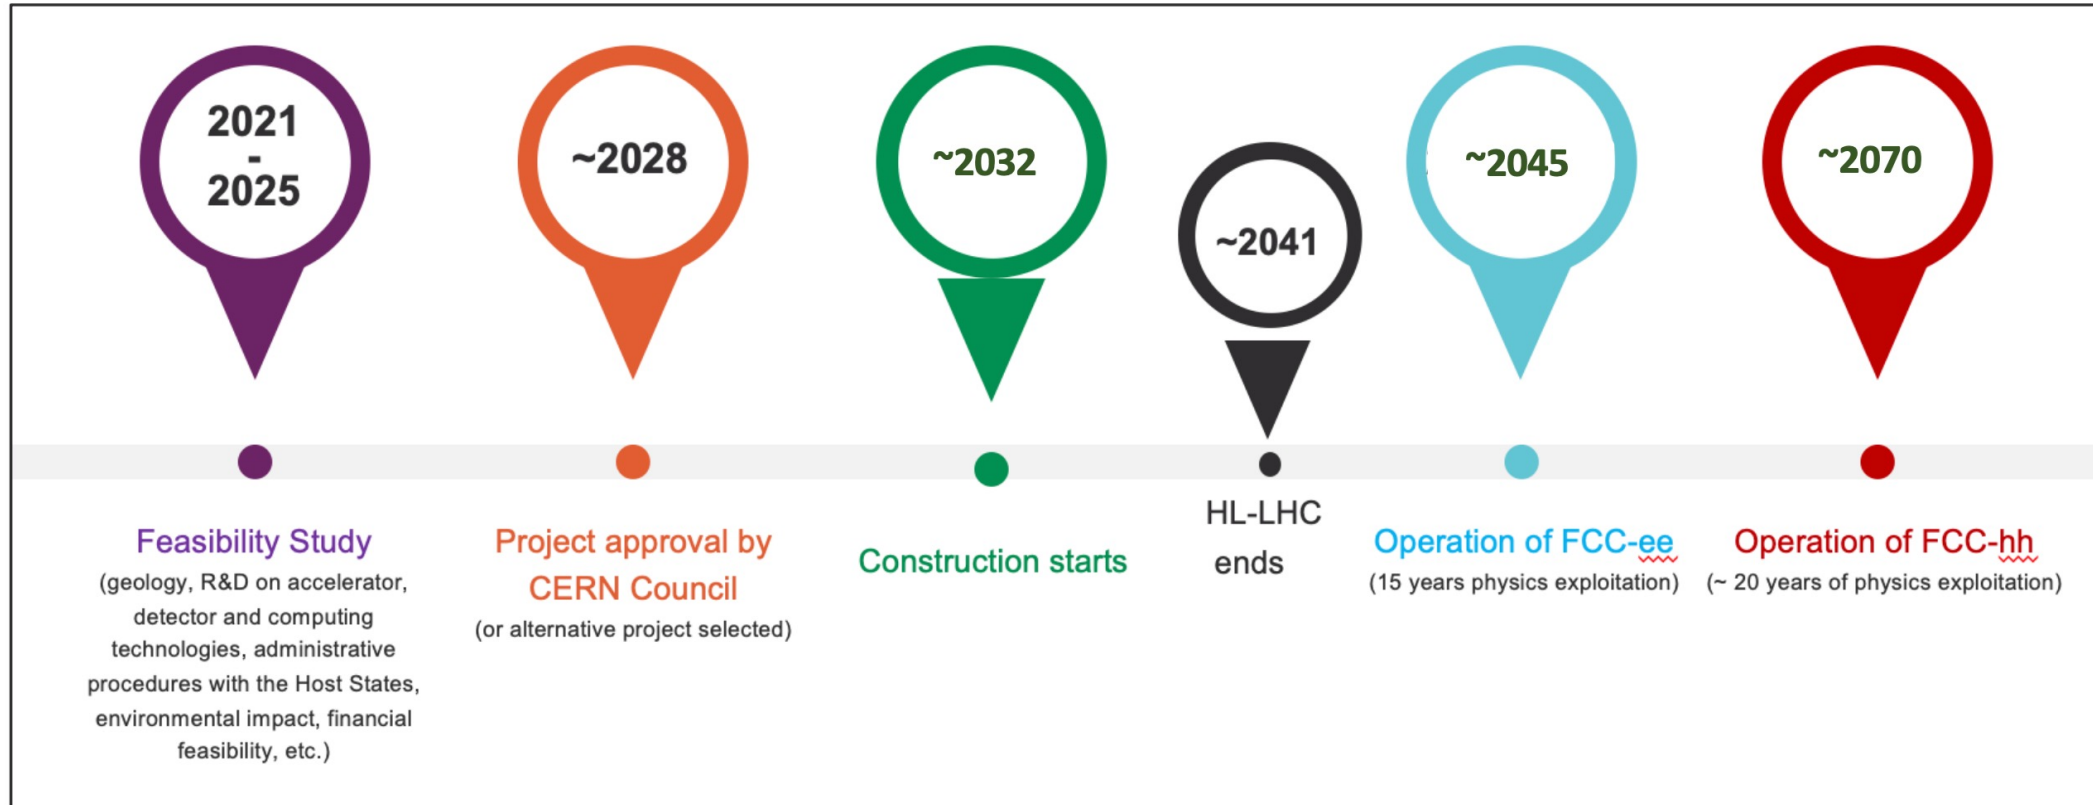 2021
-
2025
~2028
~2032
~2041
~2045
~2070
Feasibility Study
(geology, R&D on accelerator,
detector and computing
technologies, administrative
procedures with the Host States,
environmental impact, financial
feasibility, etc.)
Project approval by
CERN Council
(or alternative project selected)
Construction starts
HL-LHC
ends
Operation of FCC-ee
(15 years physics exploitation)
Operation of FCC-hh
(~ 20 years of physics exploitation)